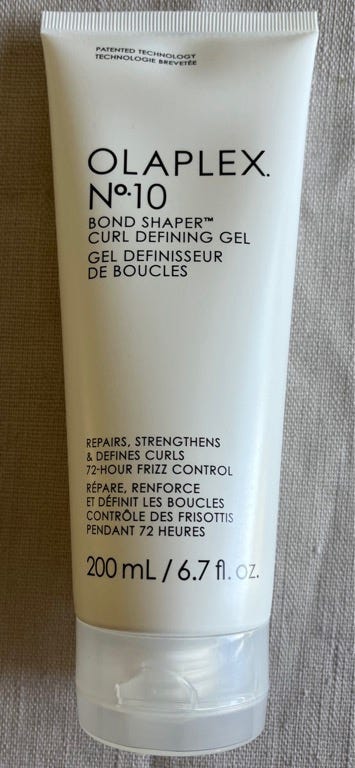 PATENTED TECHNOLOGY
TECHNOLOGIE BREVETÉE
OLAPLEX.
Nº.10
BOND SHAPER™
CURL DEFINING GEL
GEL DEFINISSEUR
DE BOUCLES
REPAIRS, STRENGTHENS
& DEFINES CURLS
72-HOUR FRIZZ CONTROL
RÉPARE, RENFORCE
ET DÉFINIT LES BOUCLES
CONTRÔLE DES FRISOTTIS
PENDANT 72 HEURES
200 mL / 6.7 fl. oz.